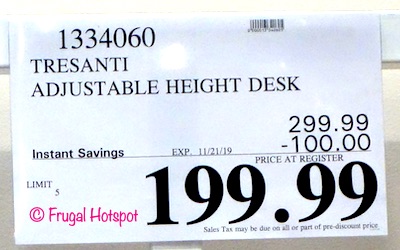 1334060
TRESANTI
ADJUSTABLE HEIGHT DESK
299.99
Instant Savings EXP. 11/21/19 -100.00
PRICE AT REGISTER
LIMIT 5
199.99
© Frugal Hotspot
Sales Tax may be due on all or part of pre-discount price.